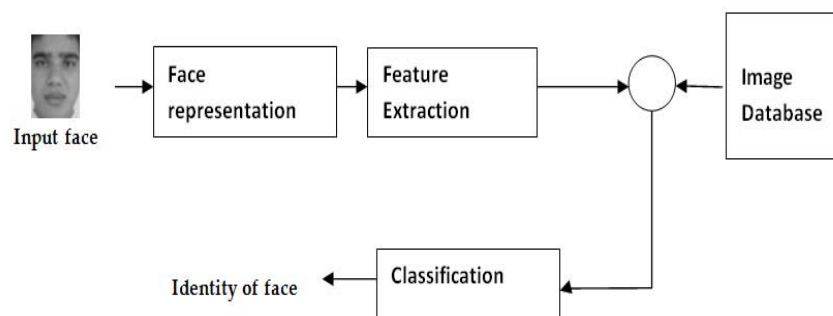 Input face
Face
representation
Feature
Extraction
Image
Database
Classification
Identity of face